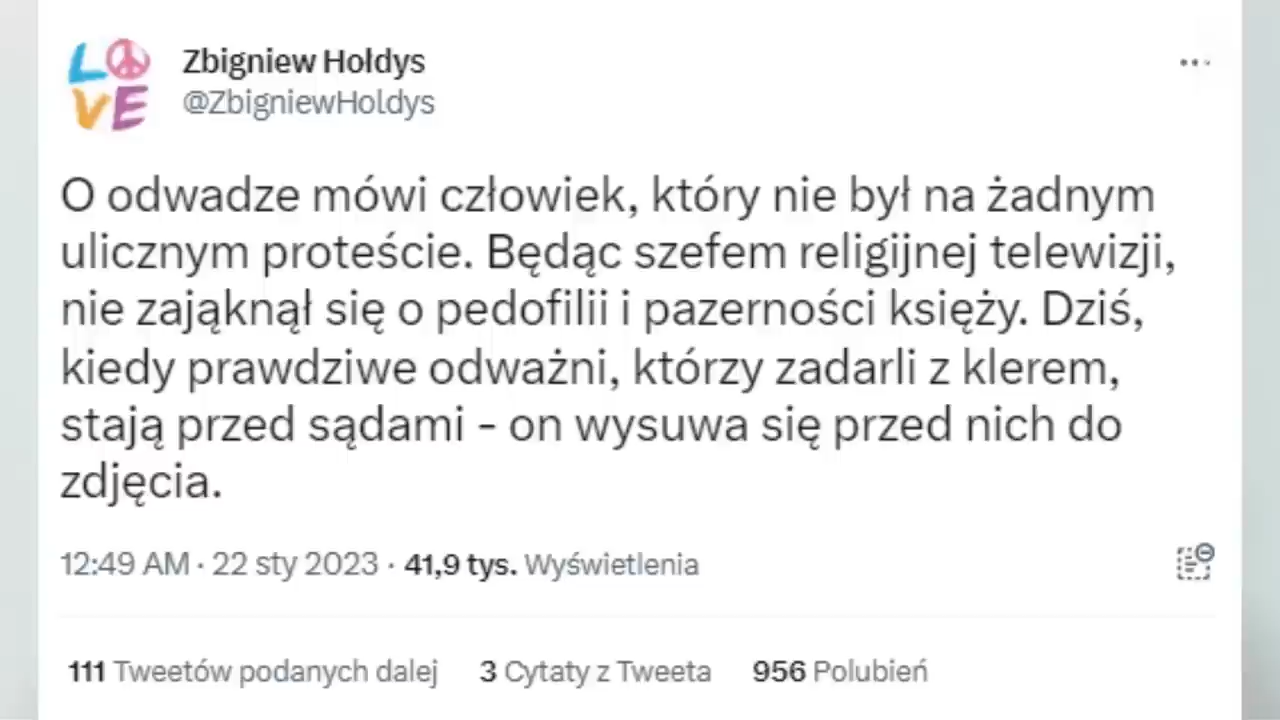 LOVE
Zbigniew Hołdys
@ZbigniewHoldys
O odwadze mówi człowiek, który nie był na żadnym
ulicznym proteście. Będąc szefem religijnej telewizji,
nie zająknął się o pedofilii i pazerności księży. Dziś,
kiedy prawdziwe odważni, którzy zadarli z klerem,
stają przed sądami - on wysuwa się przed nich do
zdjęcia.
12:49 AM · 22 sty 2023 · 41,9 tys. Wyświetlenia
111 Tweetów podanych dalej 3 Cytaty z Tweeta 956 Polubień